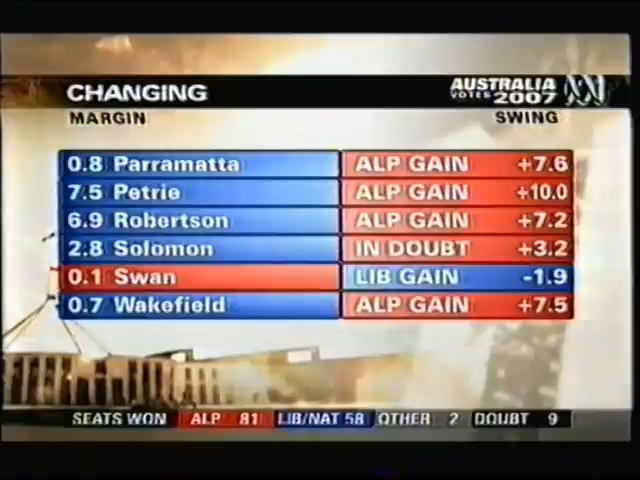 CHANGING AUSTRALIA
VOTES 2007
MARGIN SWING
0.8 Parramatta ALP GAIN +7.6
7.5 Petrie ALP GAIN +10.0
6.9 Robertson ALP GAIN +7.2
2.8 Solomon IN DOUBT +3.2
0.1 Swan LIB GAIN -1.9
0.7 Wakefield ALP GAIN +7.5
SEATS WON ALP 81 LIB/NAT 58 OTHER 2 DOUBT 9